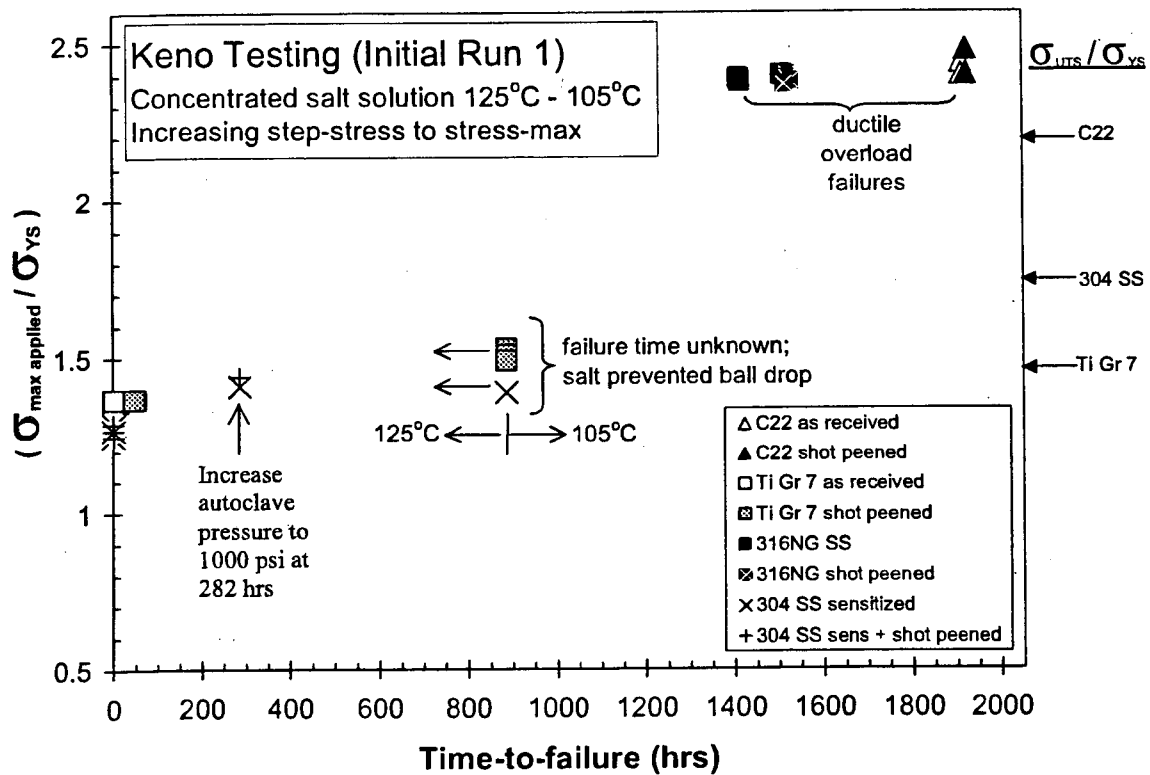 Keno Testing (Initial Run 1)
Concentrated salt solution 125°C - 105°C
Increasing step-stress to stress-max
2.5
2
1.5
1
0.5
(σmax applied / σYS)
σUTS / σYS
C22
304 SS
Ti Gr 7
ductile
overload
failures
failure time unknown;
salt prevented ball drop
125°C
105°C
Increase
autoclave
pressure to
1000 psi at
282 hrs
C22 as received
C22 shot peened
Ti Gr 7 as received
Ti Gr 7 shot peened
316NG SS
316NG shot peened
304 SS sensitized
304 SS sens + shot peened
0 200 400 600 800 1000 1200 1400 1600 1800 2000
Time-to-failure (hrs)